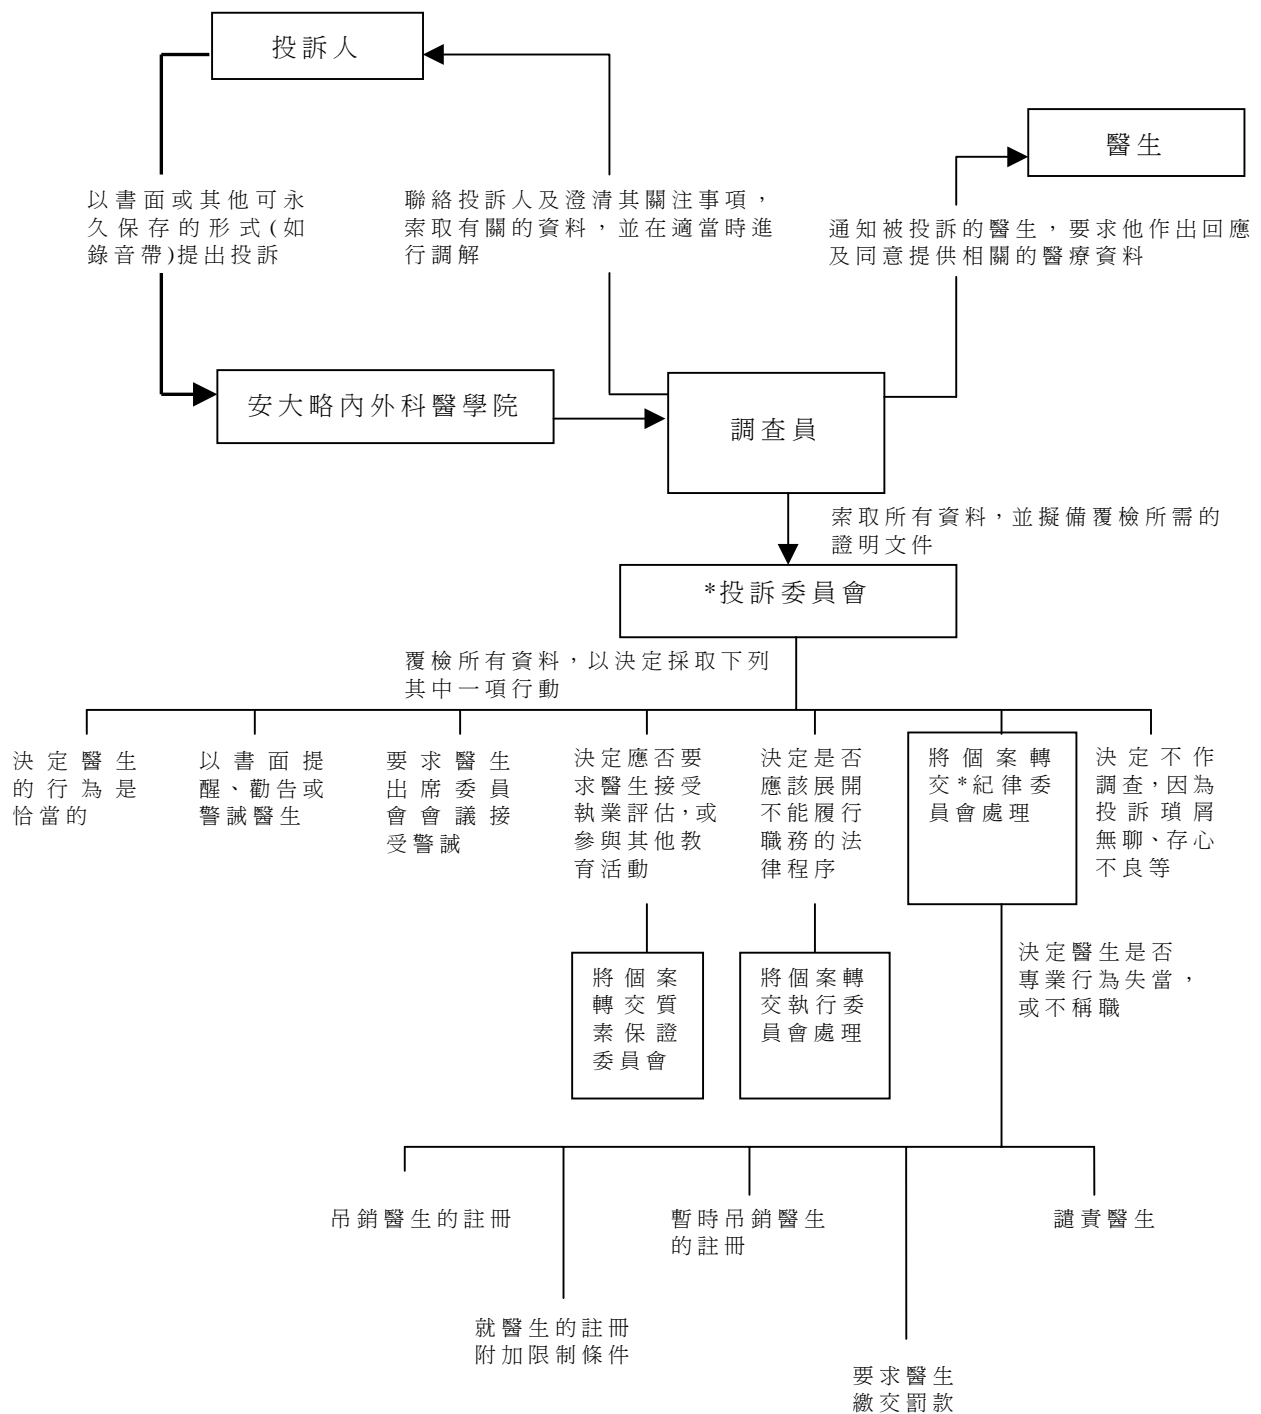 投訴人
醫生
以書面或其他可永
久保存的形式(如
錄音帶)提出投訴
聯絡投訴人及澄清其關注事項，
索取有關的資料，並在適當時進
行調解
通知被投訴的醫生，要求他作出回應
及同意提供相關的醫療資料
安大略內外科醫學院
調查員
索取所有資料，並擬備覆檢所需的
證明文件
*投訴委員會
覆檢所有資料，以決定採取下列
其中一項行動
決定醫生
的行為是
恰當的
以書面提
醒、勸告或
警誡醫生
要求醫生
出席委員
會會議接
受警誡
決定應否要
求醫生接受
執業評估，或
參與其他教
育活動
決定是否
應該展開
不能履行
職務的法
律程序
將個案轉
交*紀律委
員會處理
決定不作
調查，因為
投訴瑣屑
無聊、存心
不良等
將個案
轉交質
素保證
委員會
將個案轉
交執行委
員會處理
決定醫生是否
專業行為失當，
或不稱職
吊銷醫生的註冊
暫時吊銷醫生
的註冊
譴責醫生
就醫生的註冊
附加限制條件
要求醫生
繳交罰款